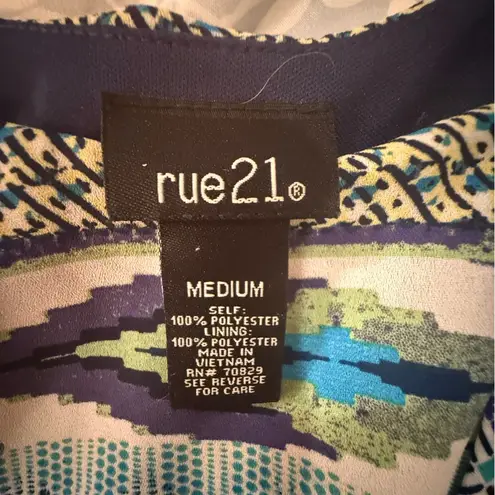 rue21®
MEDIUM
SELF:
100% POLYESTER
LINING:
100% POLYESTER
MADE IN
VIETNAM
RN# 70829
SEE REVERSE
FOR CARE